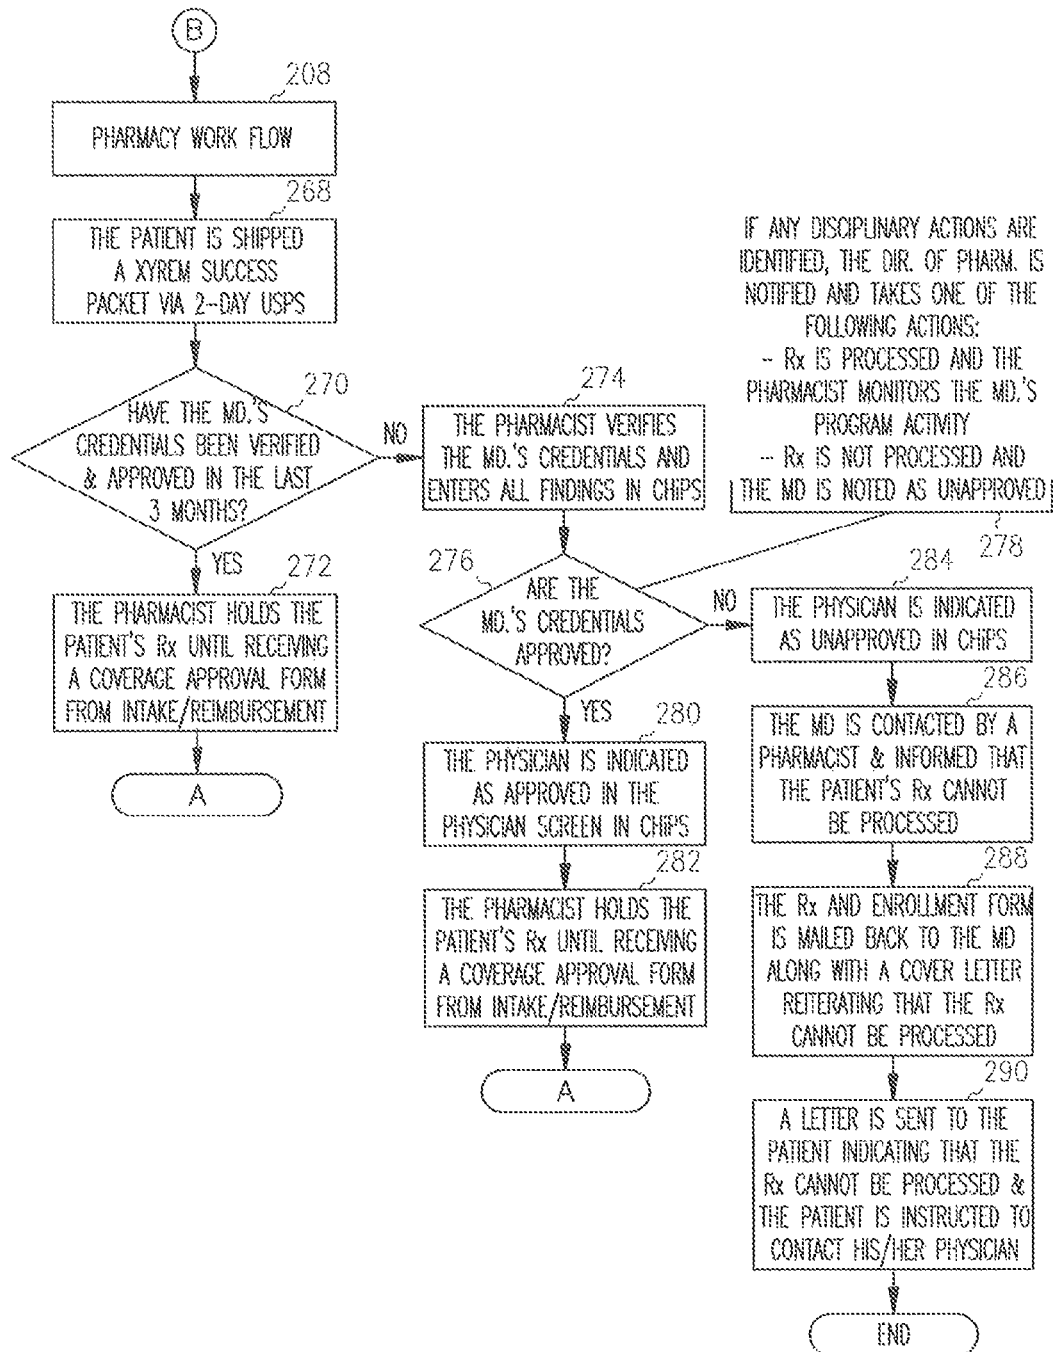 B
208
PHARMACY WORK FLOW
268
THE PATIENT IS SHIPPED
A XYREM SUCCESS
PACKET VIA 2-DAY USPS
270
HAVE THE MD.'S
CREDENTIALS BEEN VERIFIED
& APPROVED IN THE LAST
3 MONTHS?
NO
YES
272
THE PHARMACIST HOLDS THE
PATIENT'S Rx UNTIL RECEIVING
A COVERAGE APPROVAL FORM
FROM INTAKE/REIMBURSEMENT
A
274
THE PHARMACIST VERIFIES
THE MD.'S CREDENTIALS AND
ENTERS ALL FINDINGS IN CHIPS
IF ANY DISCIPLINARY ACTIONS ARE
IDENTIFIED, THE DIR. OF PHARM. IS
NOTIFIED AND TAKES ONE OF THE
FOLLOWING ACTIONS:
-- Rx IS PROCESSED AND THE
PHARMACIST MONITORS THE MD.'S
PROGRAM ACTIVITY
-- Rx IS NOT PROCESSED AND
THE MD IS NOTED AS UNAPPROVED
278
276
ARE THE
MD.'S CREDENTIALS
APPROVED?
NO
YES
280
THE PHYSICIAN IS INDICATED
AS APPROVED IN THE
PHYSICIAN SCREEN IN CHIPS
282
THE PHARMACIST HOLDS THE
PATIENT'S Rx UNTIL RECEIVING
A COVERAGE APPROVAL FORM
FROM INTAKE/REIMBURSEMENT
A
284
THE PHYSICIAN IS INDICATED
AS UNAPPROVED IN CHIPS
286
THE MD IS CONTACTED BY A
PHARMACIST & INFORMED THAT
THE PATIENT'S Rx CANNOT
BE PROCESSED
288
THE Rx AND ENROLLMENT FORM
IS MAILED BACK TO THE MD
ALONG WITH A COVER LETTER
REITERATING THAT THE Rx
CANNOT BE PROCESSED
290
A LETTER IS SENT TO THE
PATIENT INDICATING THAT THE
Rx CANNOT BE PROCESSED &
THE PATIENT IS INSTRUCTED TO
CONTACT HIS/HER PHYSICIAN
END